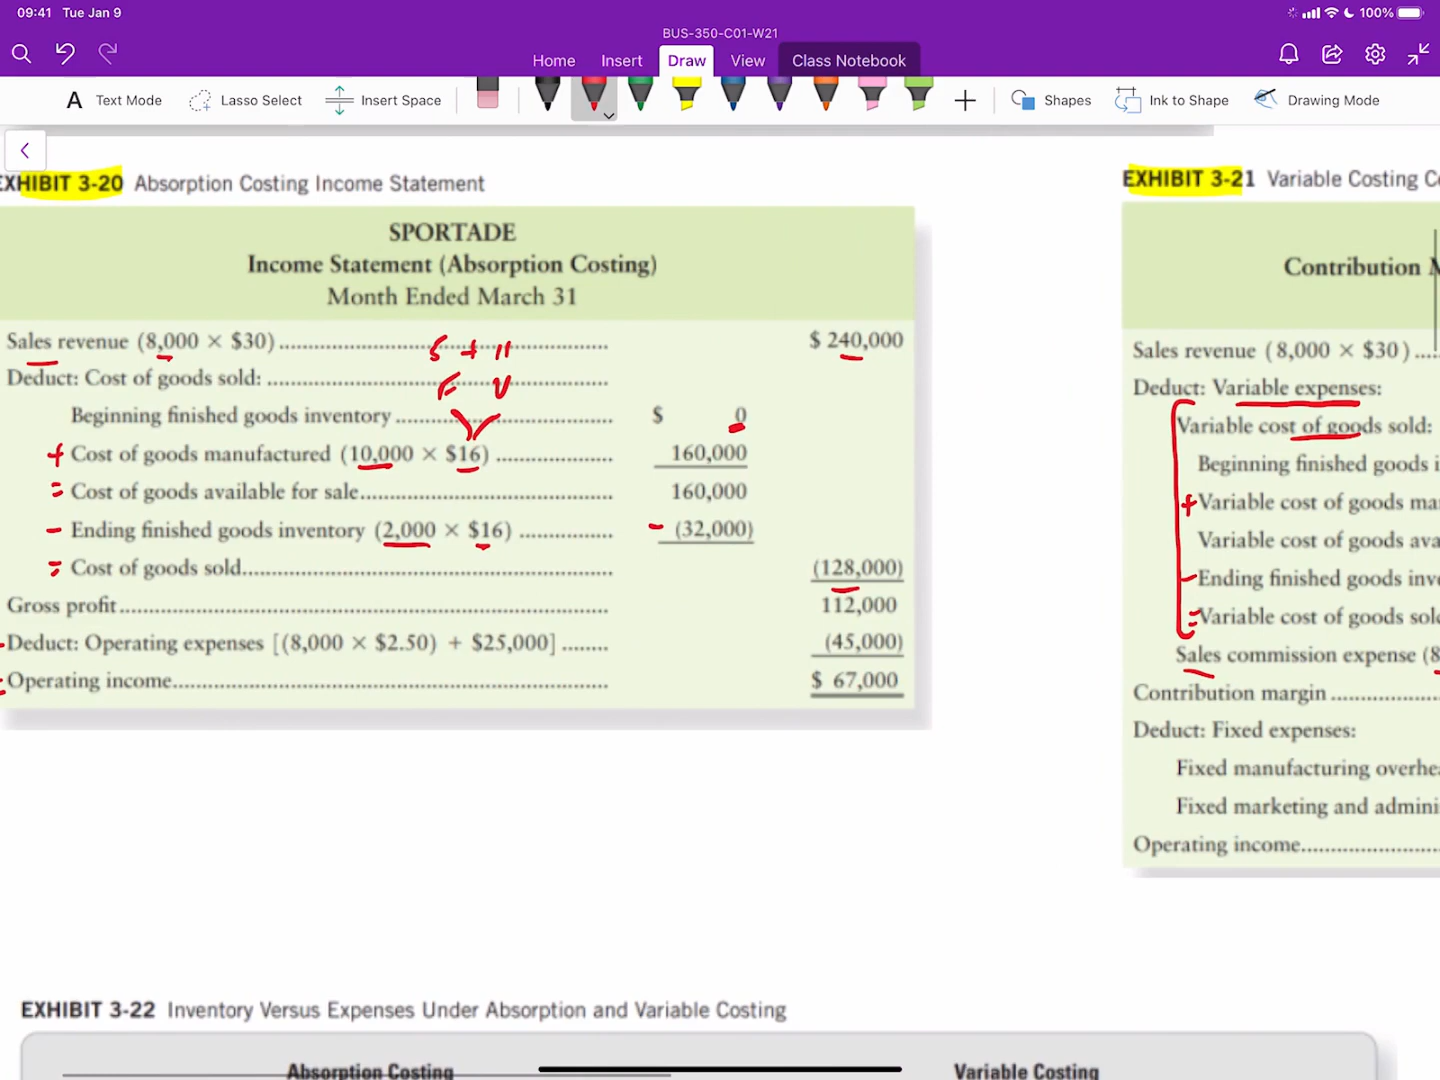 09:41 Tue Jan 9
100%
BUS-350-C01-W21
Home Insert Draw View Class Notebook
A Text Mode Lasso Select Insert Space Shapes Ink to Shape Drawing Mode
EXHIBIT 3-20 Absorption Costing Income Statement
SPORTADE
Income Statement (Absorption Costing)
Month Ended March 31
Sales revenue (8,000 × $30) $ 240,000
5 + 11
Deduct: Cost of goods sold:
F V
Beginning finished goods inventory $ 0
+ Cost of goods manufactured (10,000 × $16) 160,000
= Cost of goods available for sale 160,000
- Ending finished goods inventory (2,000 × $16) - (32,000)
= Cost of goods sold (128,000)
Gross profit 112,000
- Deduct: Operating expenses [(8,000 × $2.50) + $25,000] (45,000)
= Operating income $ 67,000
EXHIBIT 3-21 Variable Costing
Contribution
Sales revenue (8,000 × $30)
Deduct: Variable expenses:
Variable cost of goods sold:
Beginning finished goods
+ Variable cost of goods
Variable cost of goods
- Ending finished goods
= Variable cost of goods
Sales commission expense (8
Contribution margin
Deduct: Fixed expenses:
Fixed manufacturing
Fixed marketing and
Operating income
EXHIBIT 3-22 Inventory Versus Expenses Under Absorption and Variable Costing
Absorption Costing Variable Costing